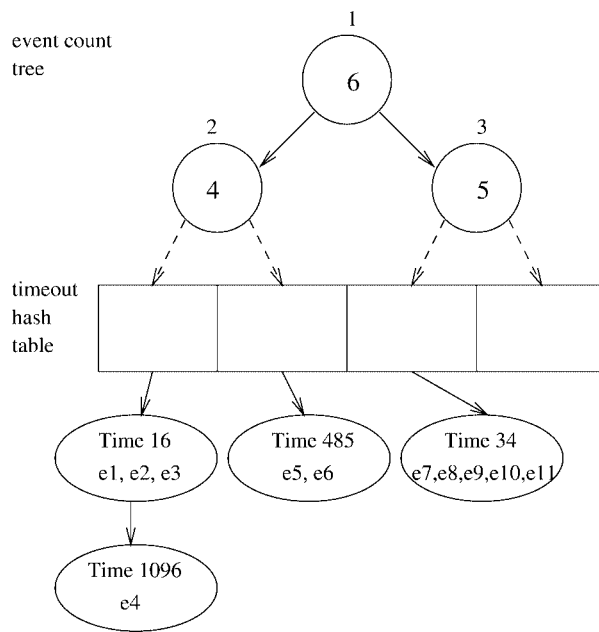 1
event count
tree
6
2
3
4
5
timeout
hash
table
Time 16
e1, e2, e3
Time 485
e5, e6
Time 34
e7,e8,e9,e10,e11
Time 1096
e4